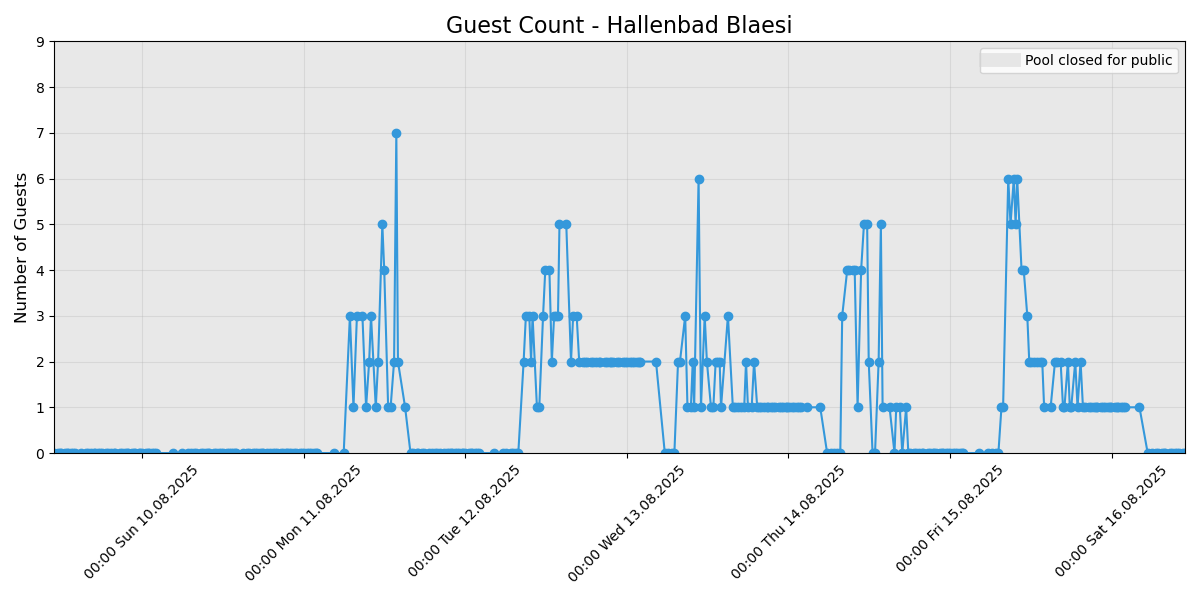 Guest Count - Hallenbad Blaesi
Pool closed for public
Number of Guests
9
8
7
6
5
4
3
2
1
0
00:00 Sun 10.08.2025
00:00 Mon 11.08.2025
00:00 Tue 12.08.2025
00:00 Wed 13.08.2025
00:00 Thu 14.08.2025
00:00 Fri 15.08.2025
00:00 Sat 16.08.2025